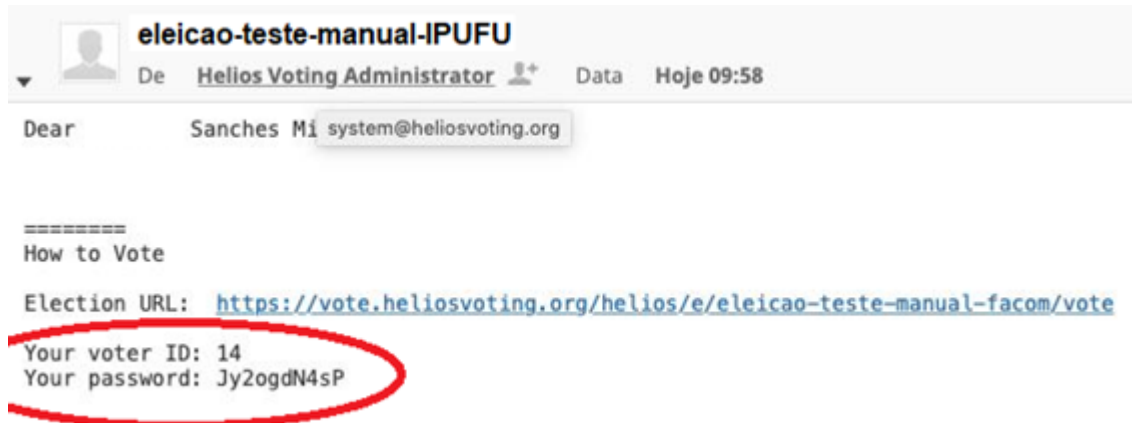 eleicao-teste-manual-IPUFU
De Helios Voting Administrator Data Hoje 09:58
Dear Sanches system@heliosvoting.org
========
How to Vote
Election URL: https://vote.heliosvoting.org/helios/e/eleicao-teste-manual-facom/vote
Your voter ID: 14
Your password: Jy2ogdN4sP